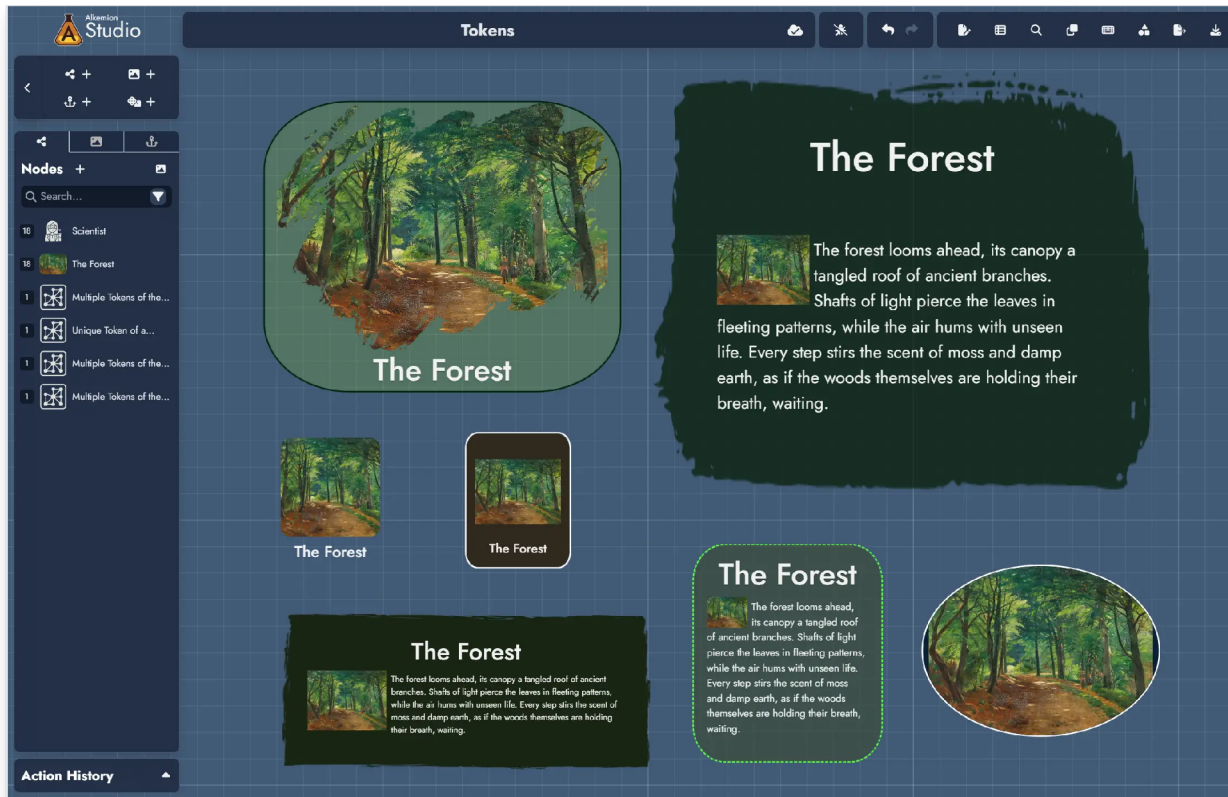 Alkemion
Studio
Tokens
Nodes +
Search...
18 Scientist
18 The Forest
1 Multiple Tokens of the...
1 Unique Token of a...
1 Multiple Tokens of the...
1 Multiple Tokens of the...
Action History
The Forest
The Forest
The forest looms ahead, its canopy a
tangled roof of ancient branches.
Shafts of light pierce the leaves in
fleeting patterns, while the air hums with unseen
life. Every step stirs the scent of moss and damp
earth, as if the woods themselves are holding their
breath, waiting.
The Forest
The Forest
The Forest
The forest looms ahead, its canopy a tangled roof of ancient
branches. Shafts of light pierce the leaves in fleeting patterns,
while the air hums with unseen life. Every step stirs the scent of
moss and damp earth, as if the woods themselves are holding
their breath, waiting.
The Forest
The forest looms ahead,
its canopy a tangled roof
of ancient branches. Shafts of light
pierce the leaves in fleeting patterns,
while the air hums with unseen life.
Every step stirs the scent of moss
and damp earth, as if the woods
themselves are holding their breath,
waiting.